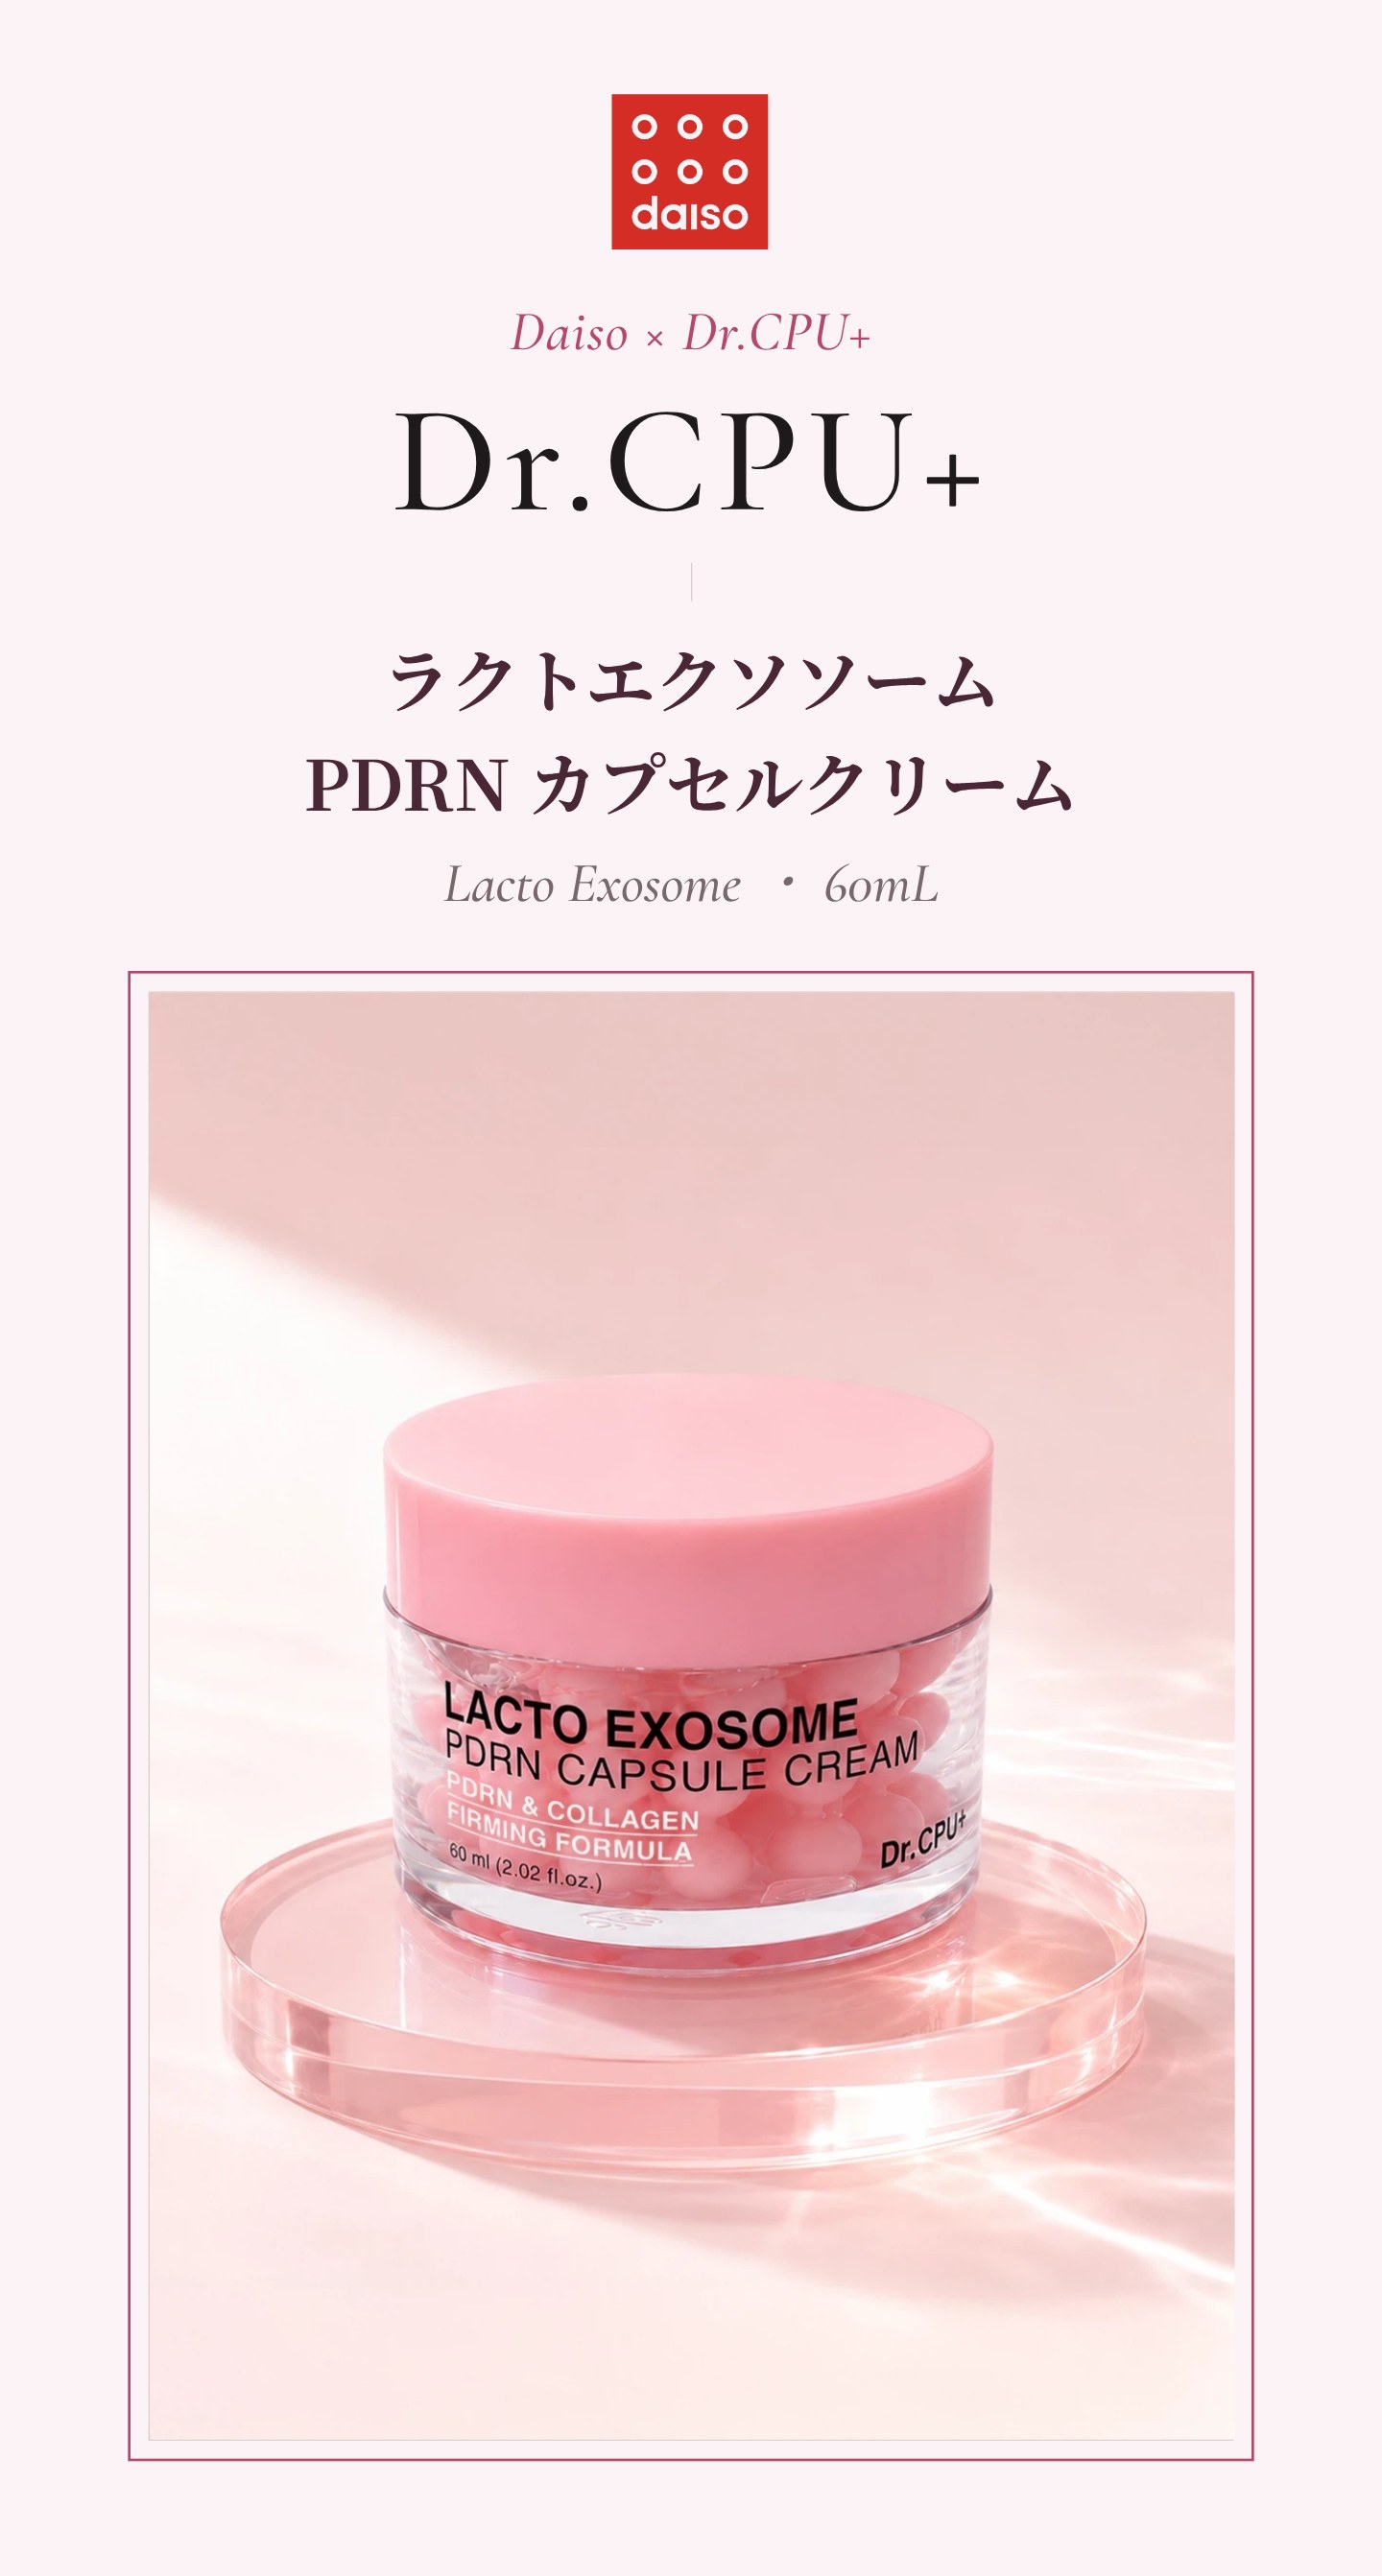 daiso
Daiso × Dr.CPU+
Dr.CPU+
ラクトエクソソーム
PDRN カプセルクリーム
Lacto Exosome ・ 60mL
LACTO EXOSOME
PDRN CAPSULE CREAM
PDRN & COLLAGEN
FIRMING FORMULA
60 ml (2.02 fl.oz.)
Dr.CPU+